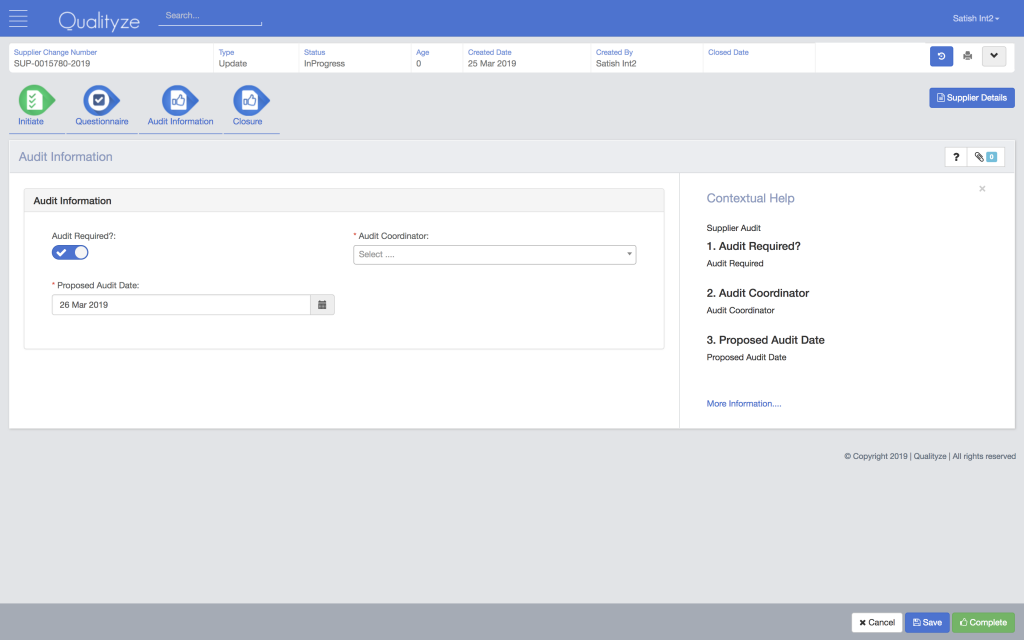 Qualityze
Search...
Satish Int2
Supplier Change Number
SUP-0015780-2019
Type
Update
Status
InProgress
Age
0
Created Date
25 Mar 2019
Created By
Satish Int2
Closed Date
Initiate
Questionnaire
Audit Information
Closure
Supplier Details
Audit Information
?
0
Audit Information
Audit Required?:
* Audit Coordinator:
Select ....
* Proposed Audit Date:
26 Mar 2019
×
Contextual Help
Supplier Audit
1. Audit Required?
Audit Required
2. Audit Coordinator
Audit Coordinator
3. Proposed Audit Date
Proposed Audit Date
More Information....
© Copyright 2019 | Qualityze | All rights reserved
Cancel
Save
Complete